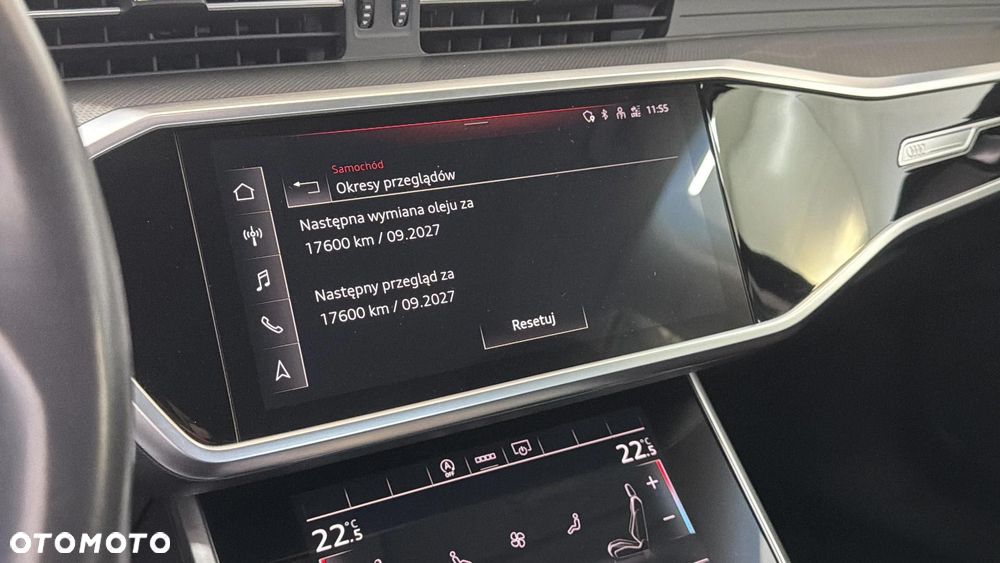 11:55
Samochód
Okresy przeglądów
Następna wymiana oleju za
17600 km / 09.2027
Następny przegląd za
17600 km / 09.2027
Resetuj
OFF
22.5°C
22.5°C
+
−
OTOMOTO